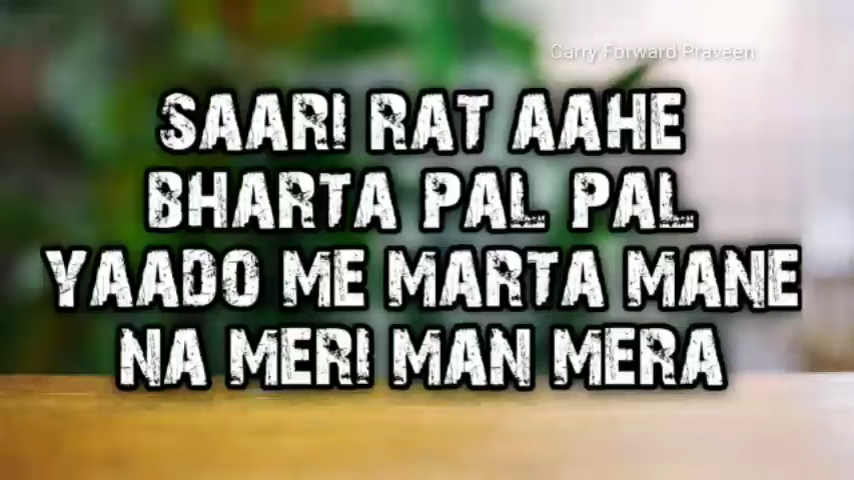 Carry Forward Praveen
SAARI RAT AAHE
BHARTA PAL PAL
YAADO ME MARTA MANE
NA MERI MAN MERA